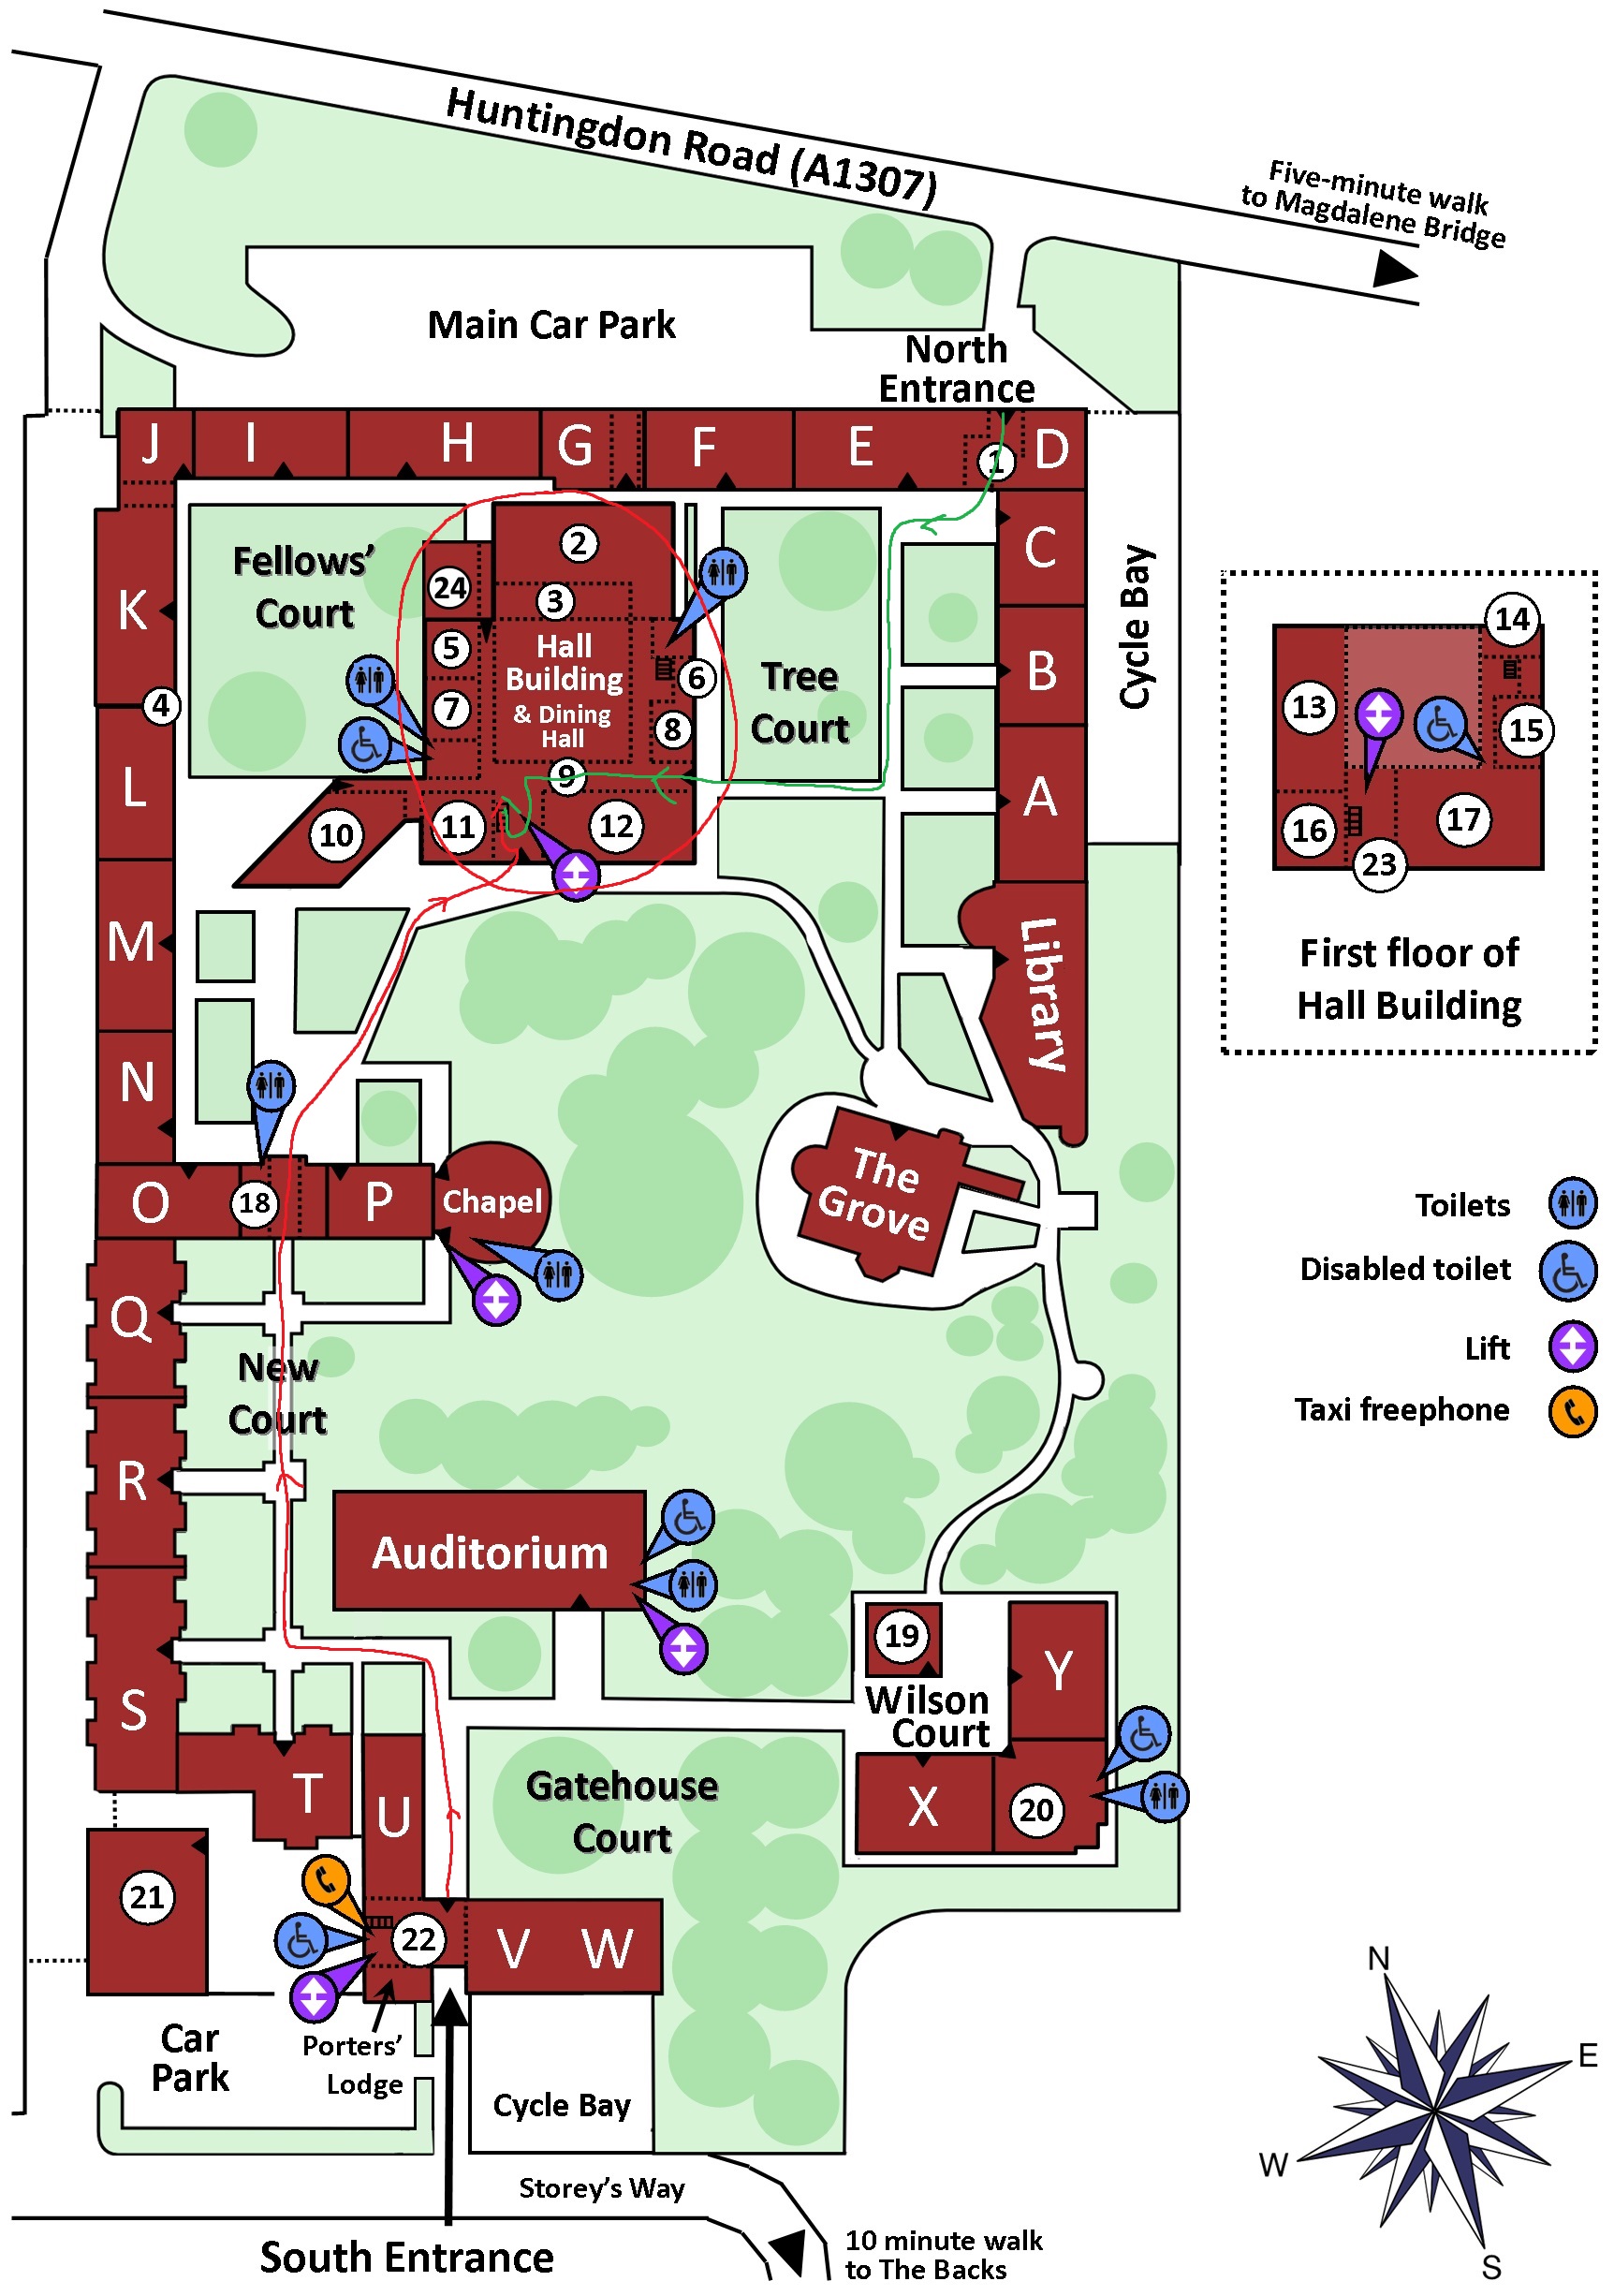 Huntingdon Road (A1307)
Five-minute walk
to Magdalene Bridge
Main Car Park
North
Entrance
J
I
H
G
F
E
1
D
Fellows’
Court
24
2
3
C
K
5
Hall
Building
& Dining
Hall
6
7
8
4
Tree
Court
B
Cycle Bay
L
9
10
11
12
A
14
13
15
16
17
23
First floor of
Hall Building
M
Library
N
O
18
P
Chapel
The
Grove
Toilets
Disabled toilet
Lift
Taxi freephone
Q
New
Court
R
Auditorium
S
19
Y
Wilson
Court
T
U
Gatehouse
Court
X
20
21
22
V
W
Car
Park
Porters’
Lodge
Cycle Bay
Storey’s Way
South Entrance
10 minute walk
to The Backs
N
E
W
S